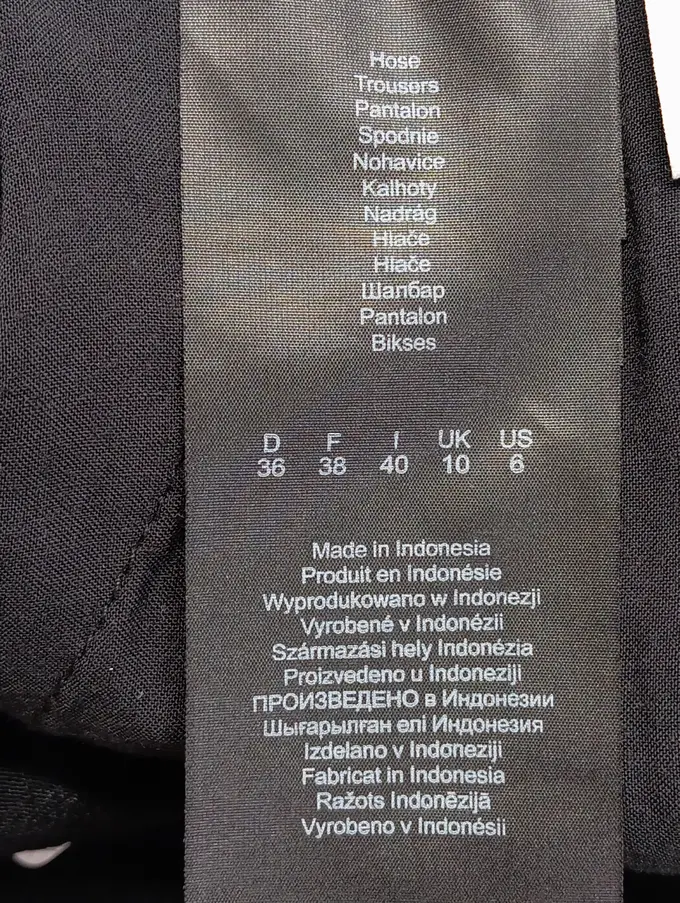 Hose
Trousers
Pantalon
Spodnie
Nohavice
Kalhoty
Nadrág
Hlače
Hlače
Шалбар
Pantalon
Bikses
D F I UK US
36 38 40 10 6
Made in Indonesia
Produit en Indonésie
Wyprodukowano w Indonezji
Vyrobené v Indonézii
Származási hely Indonézia
Proizvedeno u Indoneziji
ПРОИЗВЕДЕНО в Индонезии
Шығарылған елі Индонезия
Izdelano v Indoneziji
Fabricat in Indonesia
Ražots Indonēzijā
Vyrobeno v Indonésii